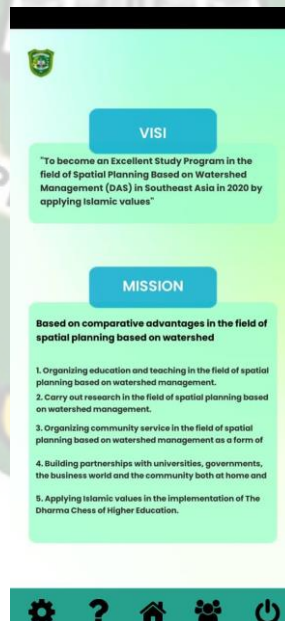 VISI
"To become an Excellent Study Program in the
field of Spatial Planning Based on Watershed
Management (DAS) in Southeast Asia in 2020 by
applying Islamic values"
MISSION
Based on comparative advantages in the field of
spatial planning based on watershed
1. Organizing education and teaching in the field of spatial
planning based on watershed management.
2. Carry out research in the field of spatial planning based
on watershed management.
3. Organizing community service in the field of spatial
planning based on watershed management as a form of
4. Building partnerships with universities, governments,
the business world and the community both at home and
5. Applying Islamic values in the implementation of The
Dharma Chess of Higher Education.
?